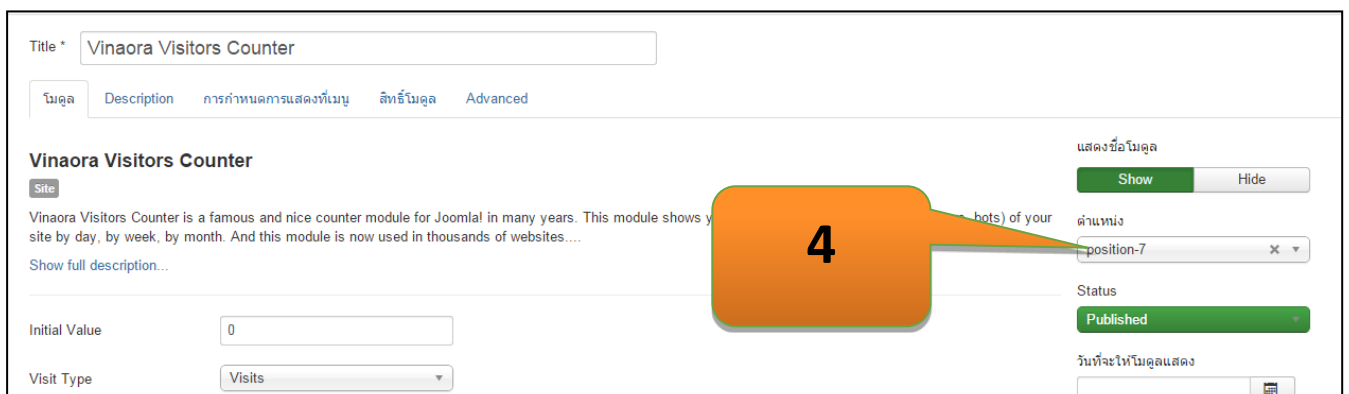 Title * Vinaora Visitors Counter
โมดูล Description การกำหนดการแสดงที่เมนู สิทธิ์โมดูล Advanced
Vinaora Visitors Counter
Site
Vinaora Visitors Counter is a famous and nice counter module for Joomla! in many years. This module shows y bots) of your
site by day, by week, by month. And this module is now used in thousands of websites....
Show full description...
Initial Value 0
Visit Type Visits
4
แสดงชื่อโมดูล
Show Hide
ตำแหน่ง
position-7
Status
Published
วันที่จะให้โมดูลแสดง